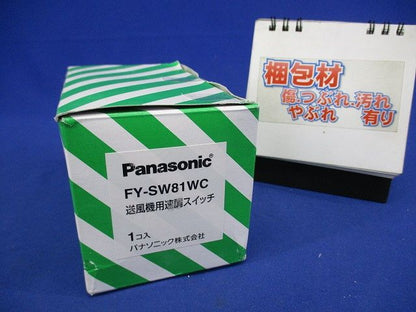 Panasonic®
FY-SW81WC
送風機用速調スイッチ
1コ入
パナソニック株式会社
梱包材
傷、つぶれ、汚れ
やぶれ 有り